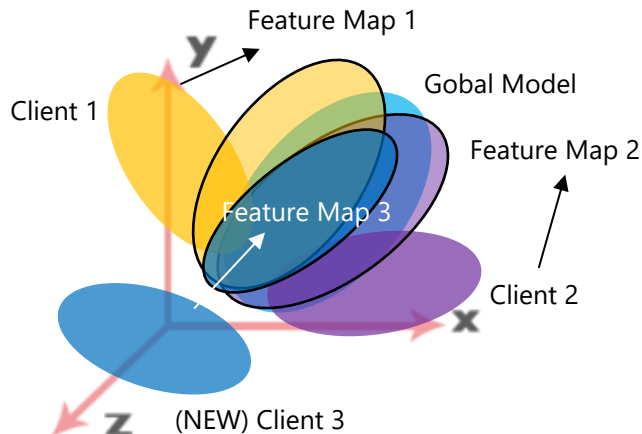 Feature Map 1
y
Gobal Model
Client 1
Feature Map 2
Feature Map 3
Client 2
x
(NEW) Client 3
z